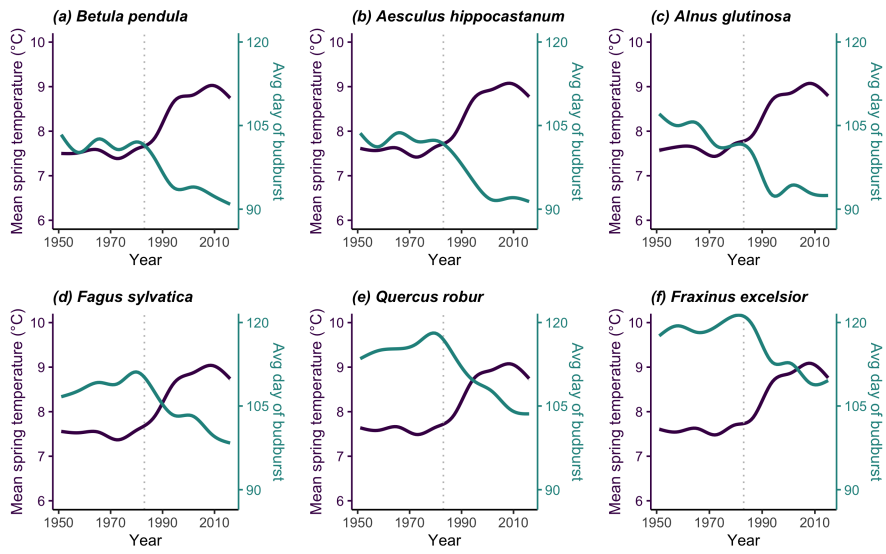 (a) Betula pendula
Mean spring temperature (°C)
10
9
8
7
6
120
105
90
Avg day of budburst
1950 1970 1990 2010
Year
(b) Aesculus hippocastanum
Mean spring temperature (°C)
10
9
8
7
6
120
105
90
Avg day of budburst
1950 1970 1990 2010
Year
(c) Alnus glutinosa
Mean spring temperature (°C)
10
9
8
7
6
120
105
90
Avg day of budburst
1950 1970 1990 2010
Year
(d) Fagus sylvatica
Mean spring temperature (°C)
10
9
8
7
6
120
105
90
Avg day of budburst
1950 1970 1990 2010
Year
(e) Quercus robur
Mean spring temperature (°C)
10
9
8
7
6
120
105
90
Avg day of budburst
1950 1970 1990 2010
Year
(f) Fraxinus excelsior
Mean spring temperature (°C)
10
9
8
7
6
120
105
90
Avg day of budburst
1950 1970 1990 2010
Year